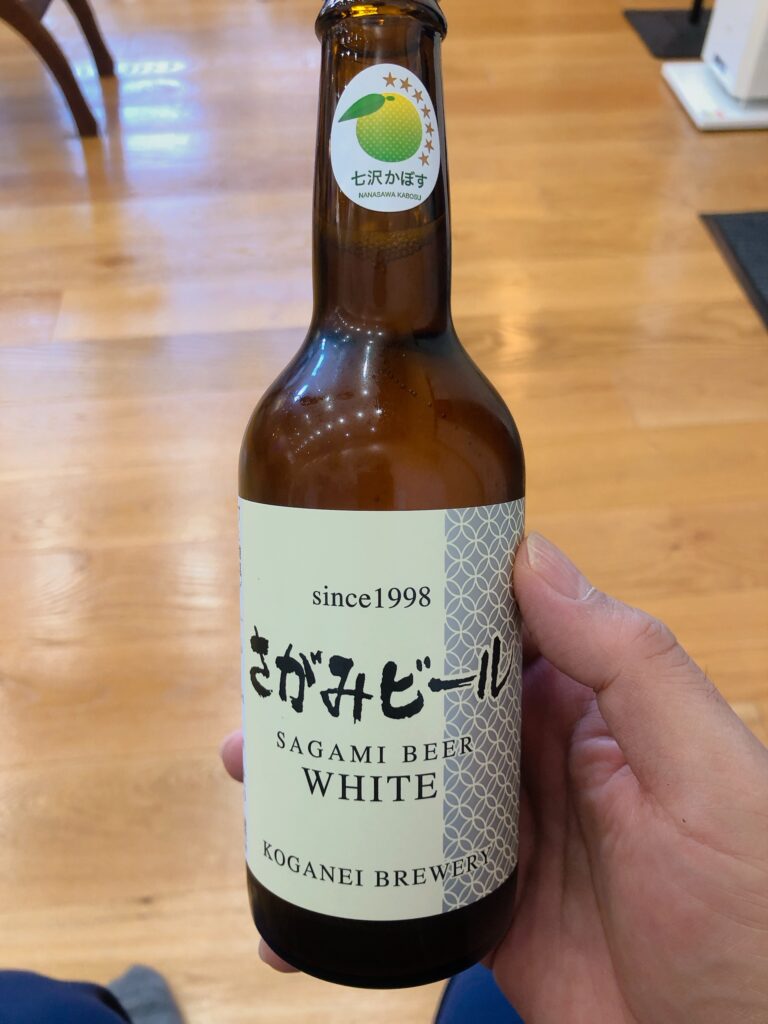 七沢かぼす
NANASAWA KABOSU
since1998
さがみビール
SAGAMI BEER
WHITE
KOGANEI BREWERY